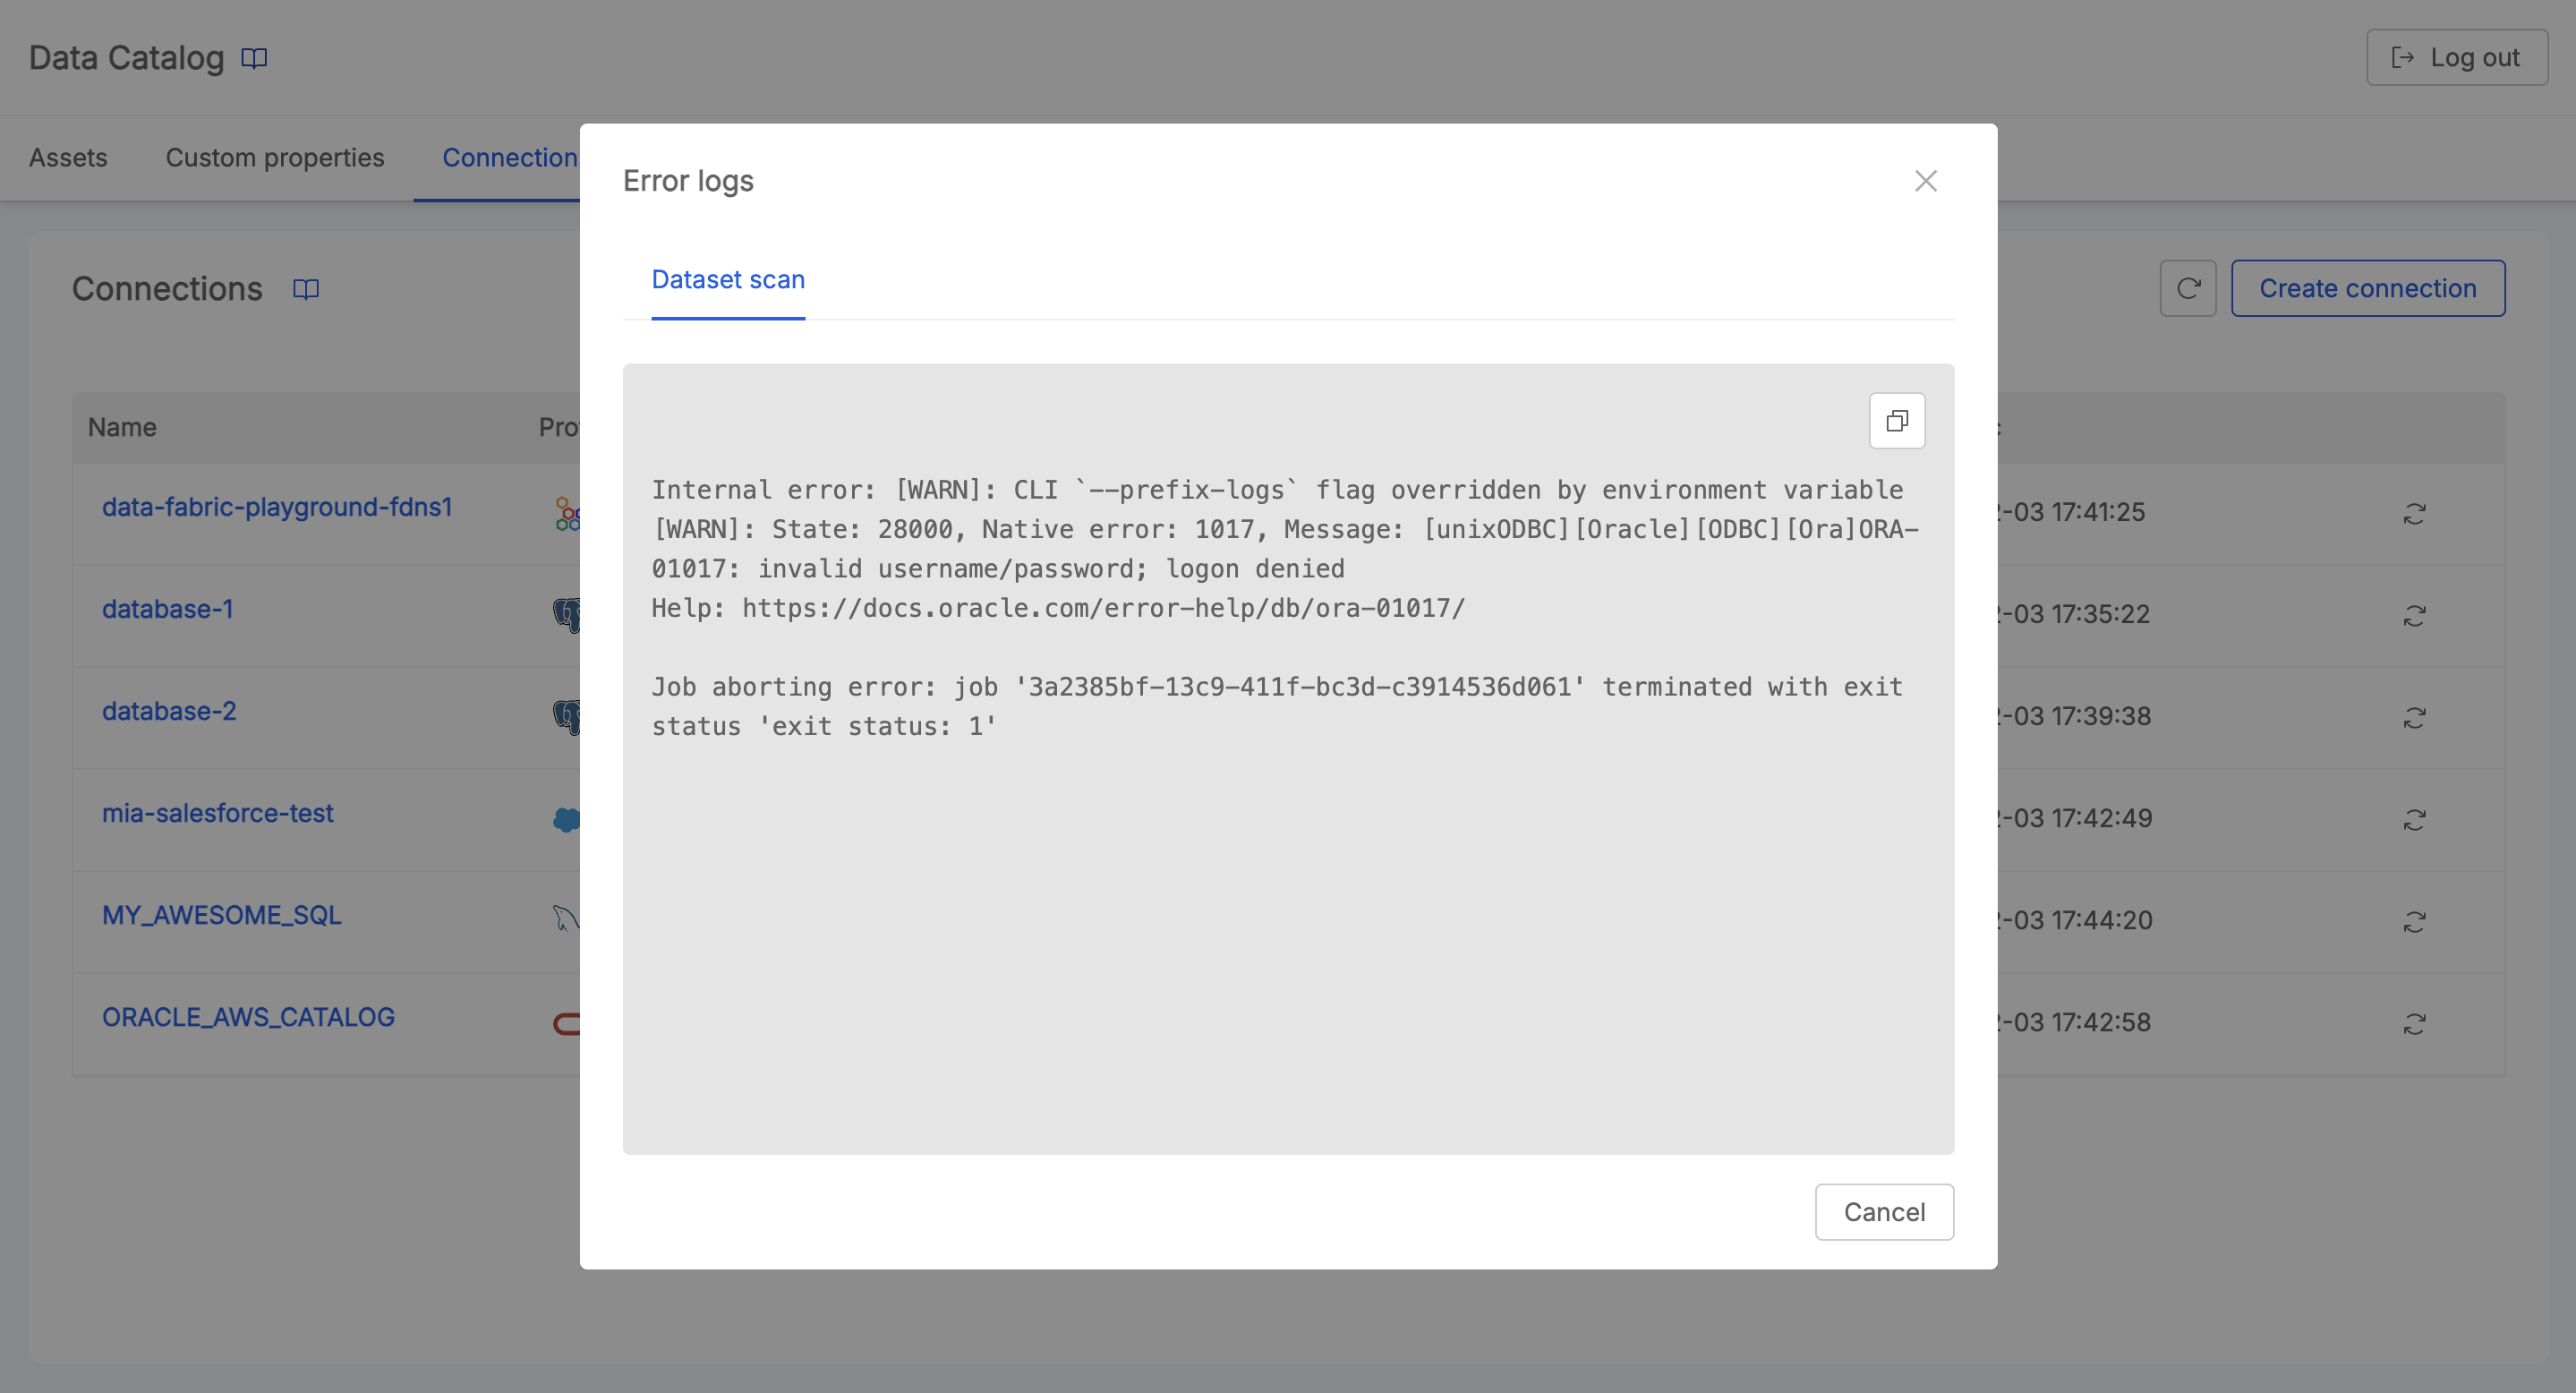 Data Catalog
Log out
Assets
Custom properties
Connection
Error logs
Dataset scan
Connections
Create connection
Name
Internal error: [WARN]: CLI `--prefix-logs` flag overridden by environment variable
[WARN]: State: 28000, Native error: 1017, Message: [unixODBC][Oracle][ODBC][Ora]ORA-
01017: invalid username/password; logon denied
Help: https://docs.oracle.com/error-help/db/ora-01017/
Job aborting error: job '3a2385bf-13c9-411f-bc3d-c3914536d061' terminated with exit
status 'exit status: 1'
data-fabric-playground-fdns1
-03 17:41:25
database-1
-03 17:35:22
database-2
-03 17:39:38
mia-salesforce-test
-03 17:42:49
MY_AWESOME_SQL
-03 17:44:20
ORACLE_AWS_CATALOG
-03 17:42:58
Cancel